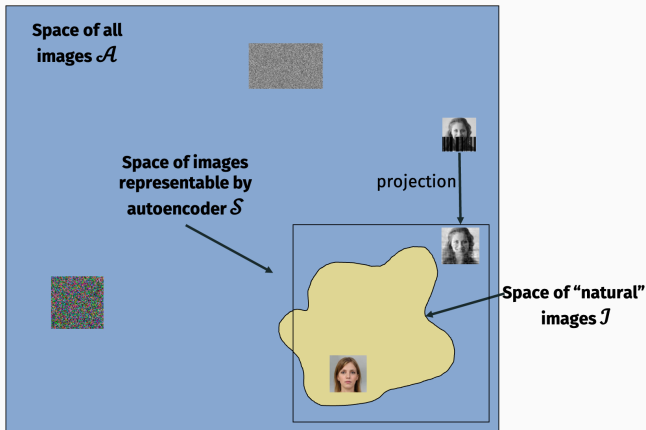 Space of all
images 𝒜
Space of images
representable by
autoencoder 𝒮
projection
Space of “natural”
images ℐ